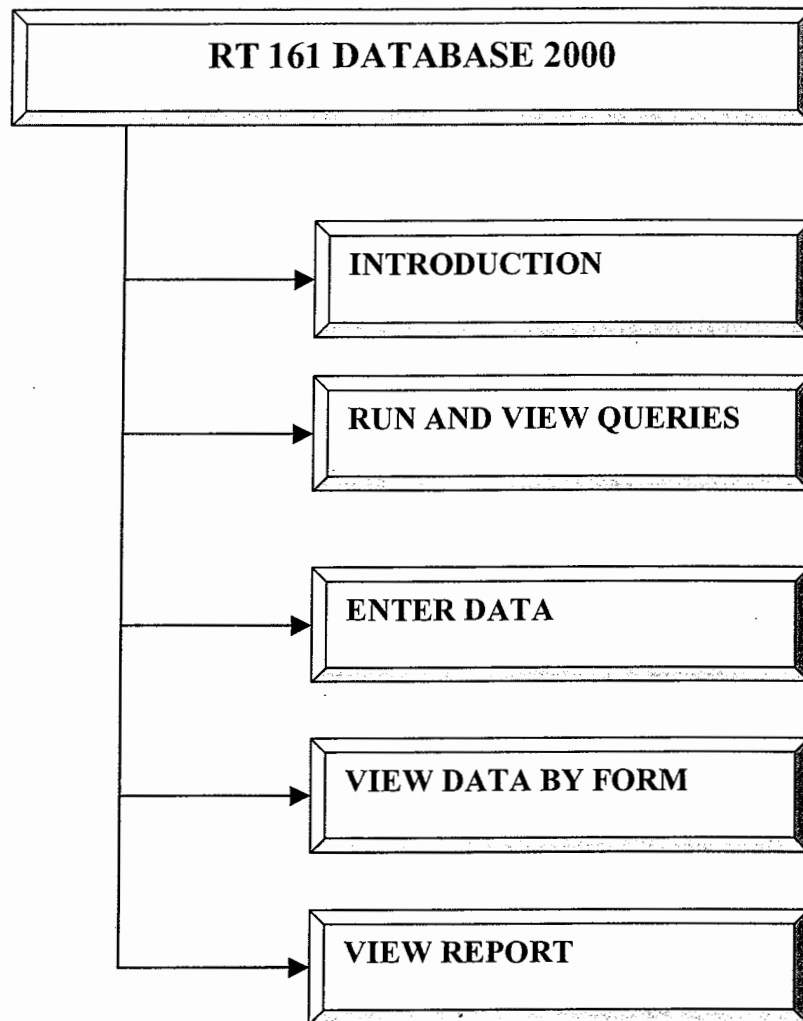 RT 161 DATABASE 2000
INTRODUCTION
RUN AND VIEW QUERIES
ENTER DATA
VIEW DATA BY FORM
VIEW REPORT